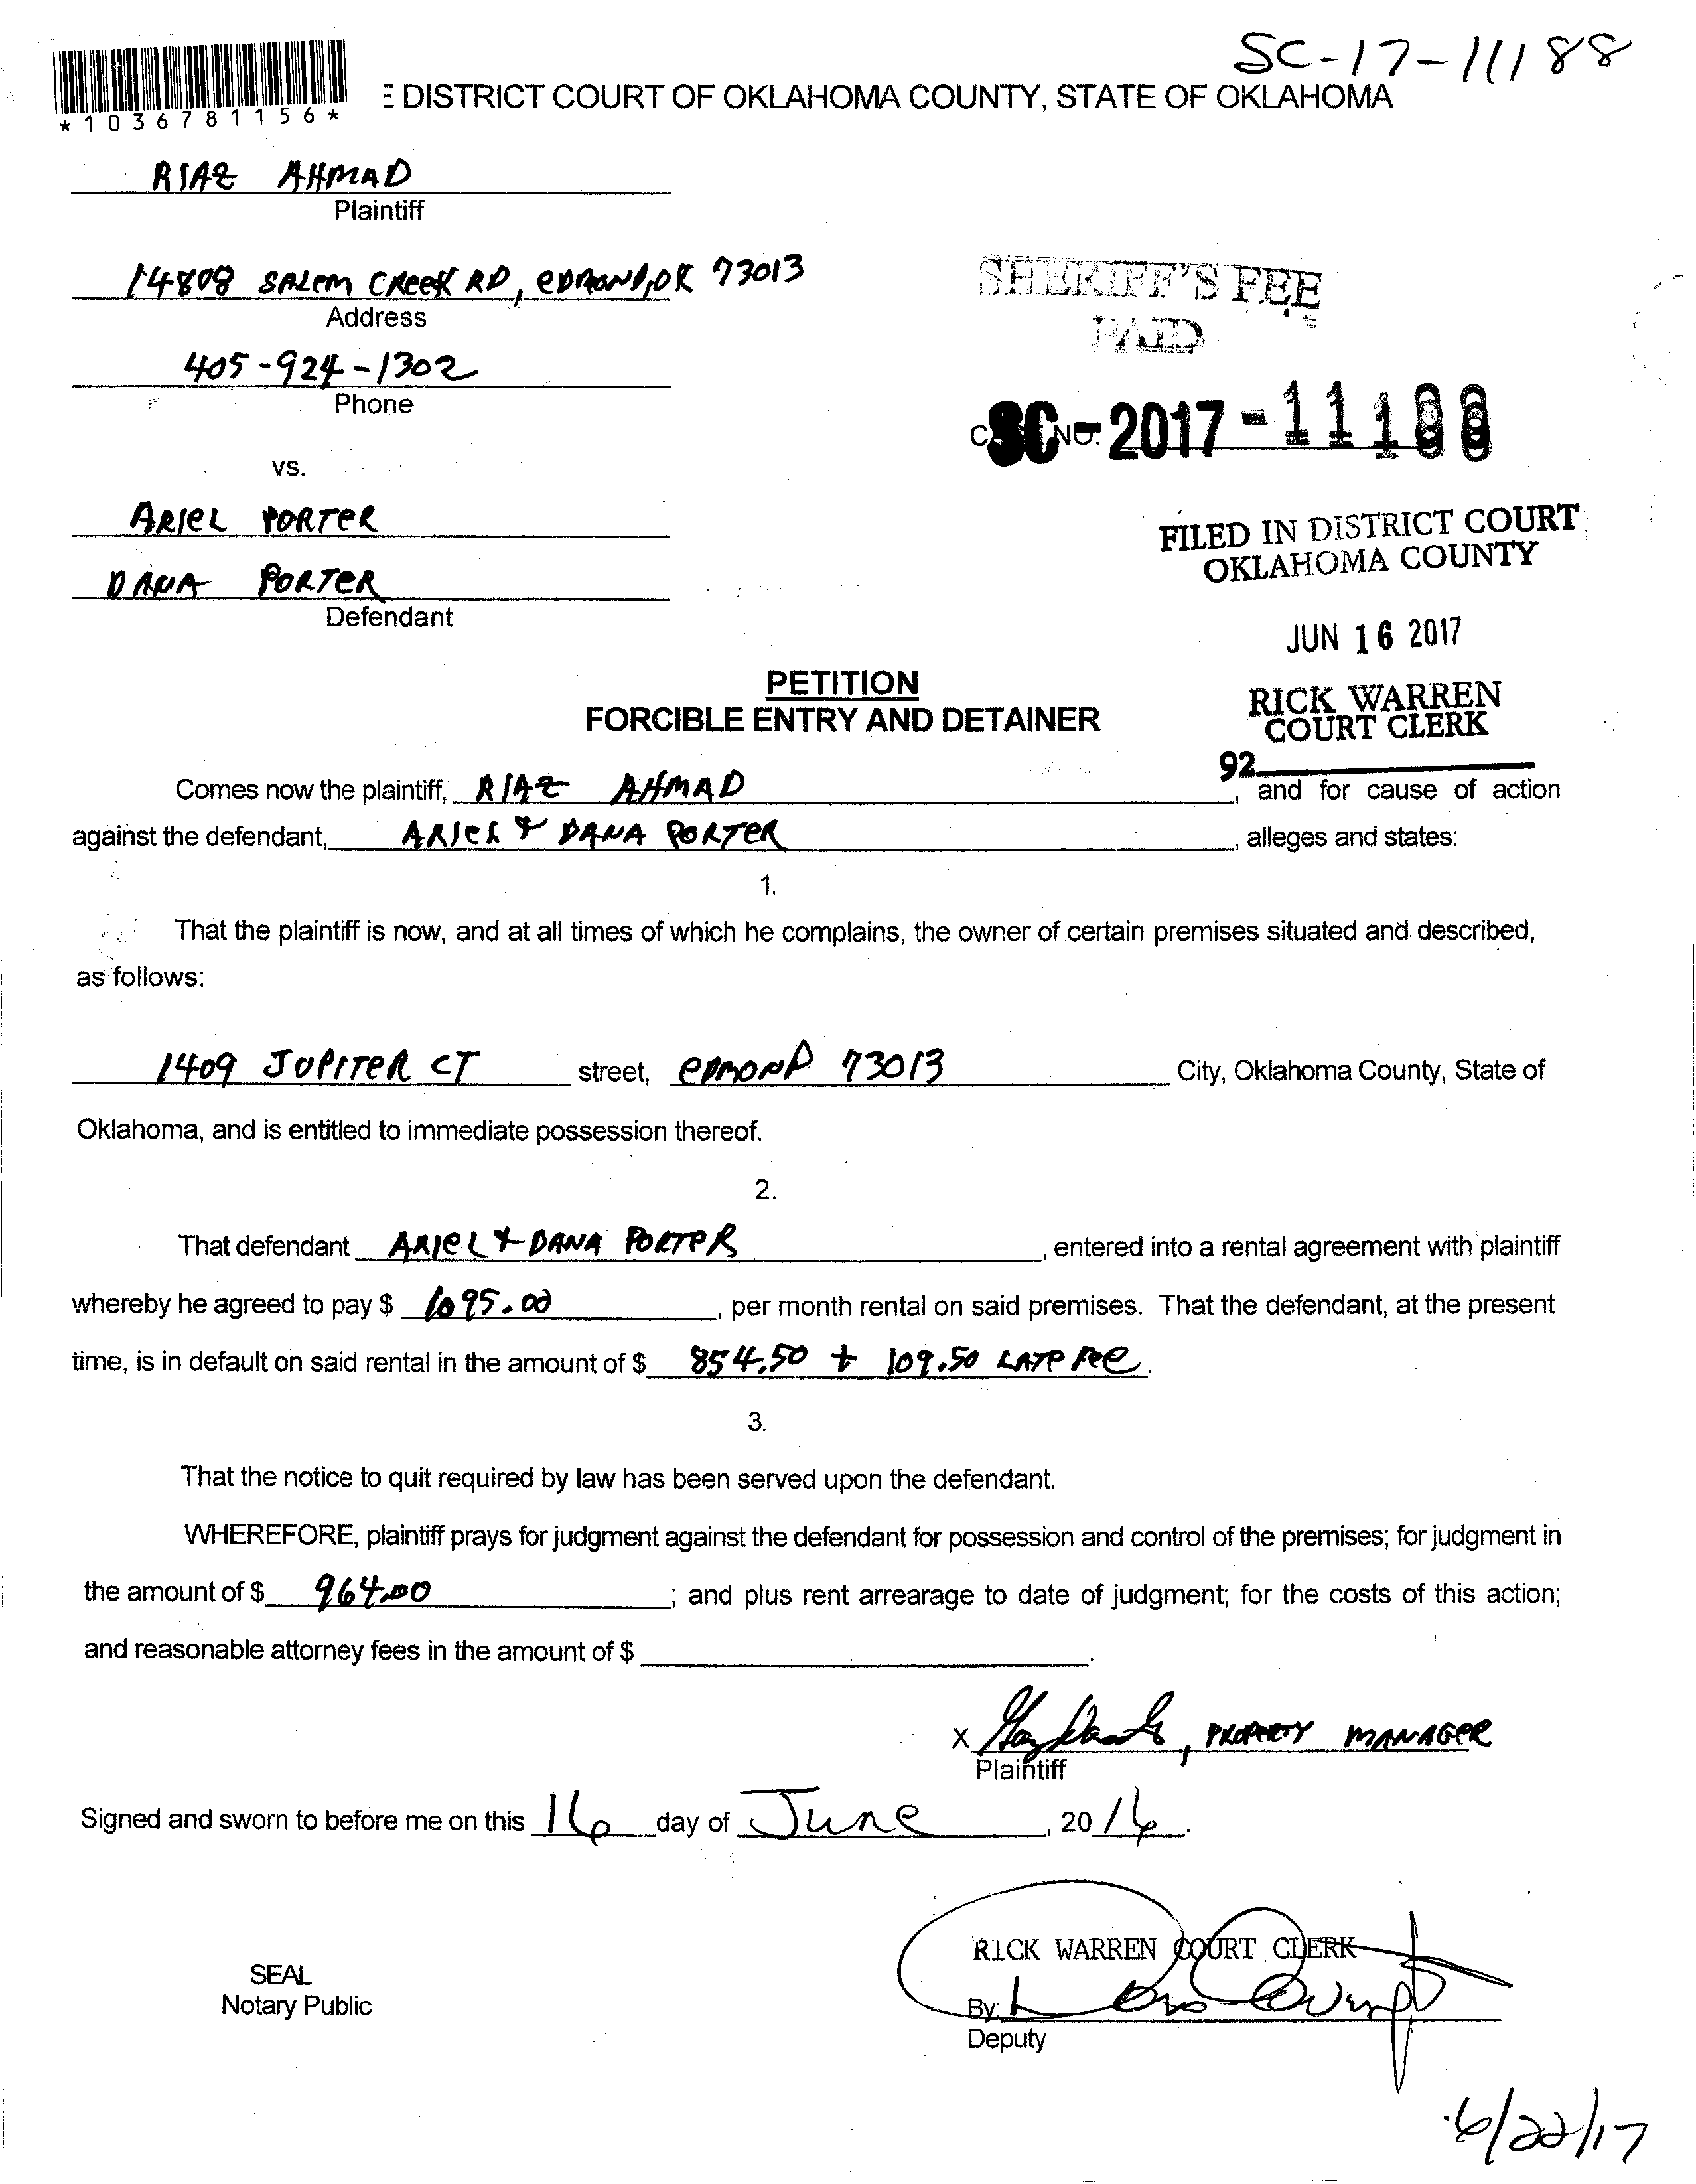 SC-17-11188
*1036781156*
E DISTRICT COURT OF OKLAHOMA COUNTY, STATE OF OKLAHOMA
RIAZ AHMAD
Plaintiff
14808 SALEM CREEK RD, EDMOND, OK 73013
Address
SHERIFF'S FEE
PAID
405-924-1302
Phone
SC-2017-11188
vs.
ARIEL PORTER
DANA PORTER
Defendant
FILED IN DISTRICT COURT
OKLAHOMA COUNTY
JUN 16 2017
RICK WARREN
COURT CLERK
92
PETITION
FORCIBLE ENTRY AND DETAINER
Comes now the plaintiff, RIAZ AHMAD, and for cause of action
against the defendant, ARIEL & DANA PORTER, alleges and states:
1.
That the plaintiff is now, and at all times of which he complains, the owner of certain premises situated and described,
as follows:
1409 JUPITER CT street, EDMOND 73013 City, Oklahoma County, State of
Oklahoma, and is entitled to immediate possession thereof.
2.
That defendant ARIEL & DANA PORTER, entered into a rental agreement with plaintiff
whereby he agreed to pay $ 1095.00, per month rental on said premises. That the defendant, at the present
time, is in default on said rental in the amount of $ 854.50 + 109.50 LATE FEE.
3.
That the notice to quit required by law has been served upon the defendant.
WHEREFORE, plaintiff prays for judgment against the defendant for possession and control of the premises; for judgment in
the amount of $ 964.00; and plus rent arrearage to date of judgment; for the costs of this action;
and reasonable attorney fees in the amount of $ .
X , PROPERTY MANAGER
Plaintiff
Signed and sworn to before me on this 16 day of June, 2016.
RICK WARREN COURT CLERK
SEAL
Notary Public
By:
Deputy
6/22/17